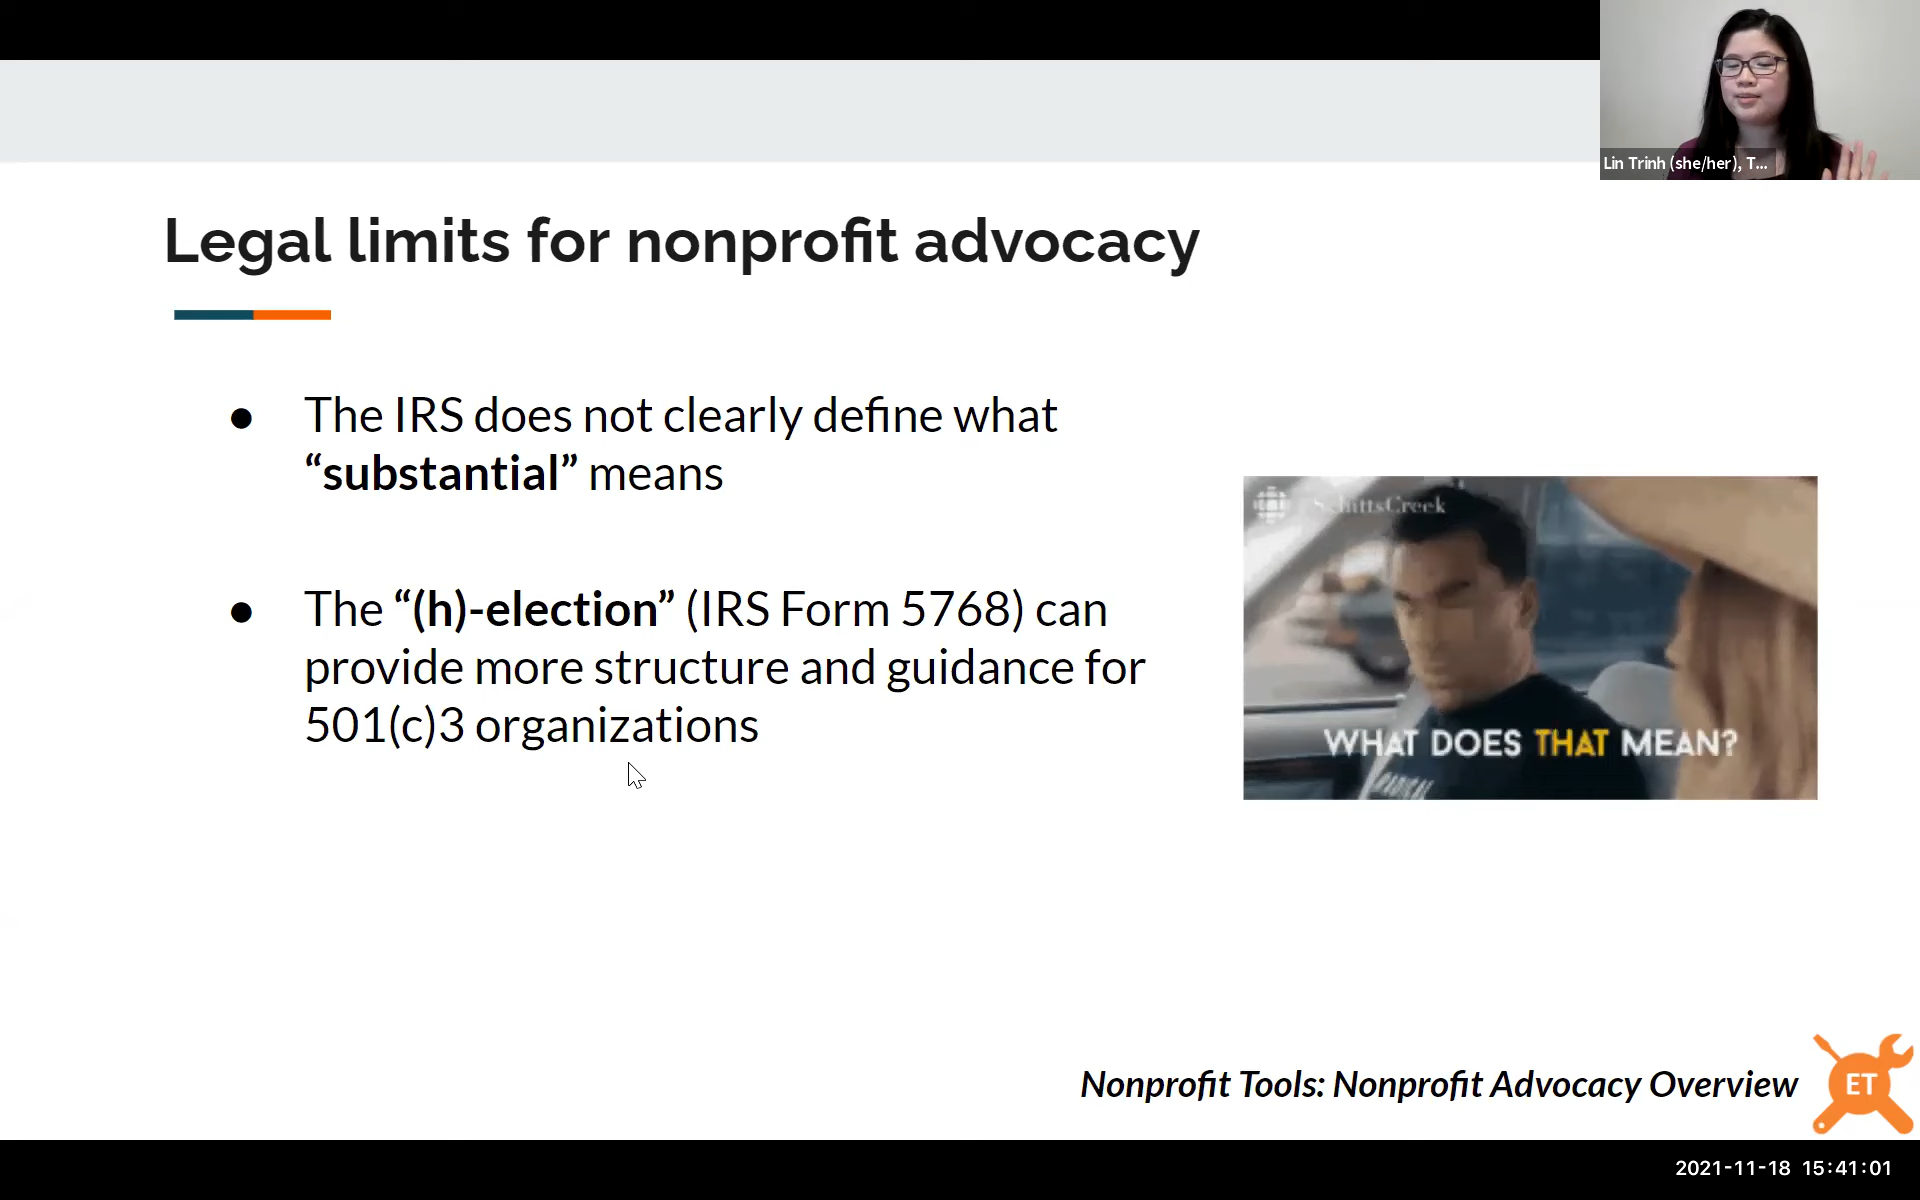 Lin Trinh (she/her), T...
Legal limits for nonprofit advocacy
● The IRS does not clearly define what
“substantial” means
● The “(h)-election” (IRS Form 5768) can
provide more structure and guidance for
501(c)3 organizations
SchittsCreek
WHAT DOES THAT MEAN?
RADICAL
Nonprofit Tools: Nonprofit Advocacy Overview
ET
2021-11-18 15:41:01